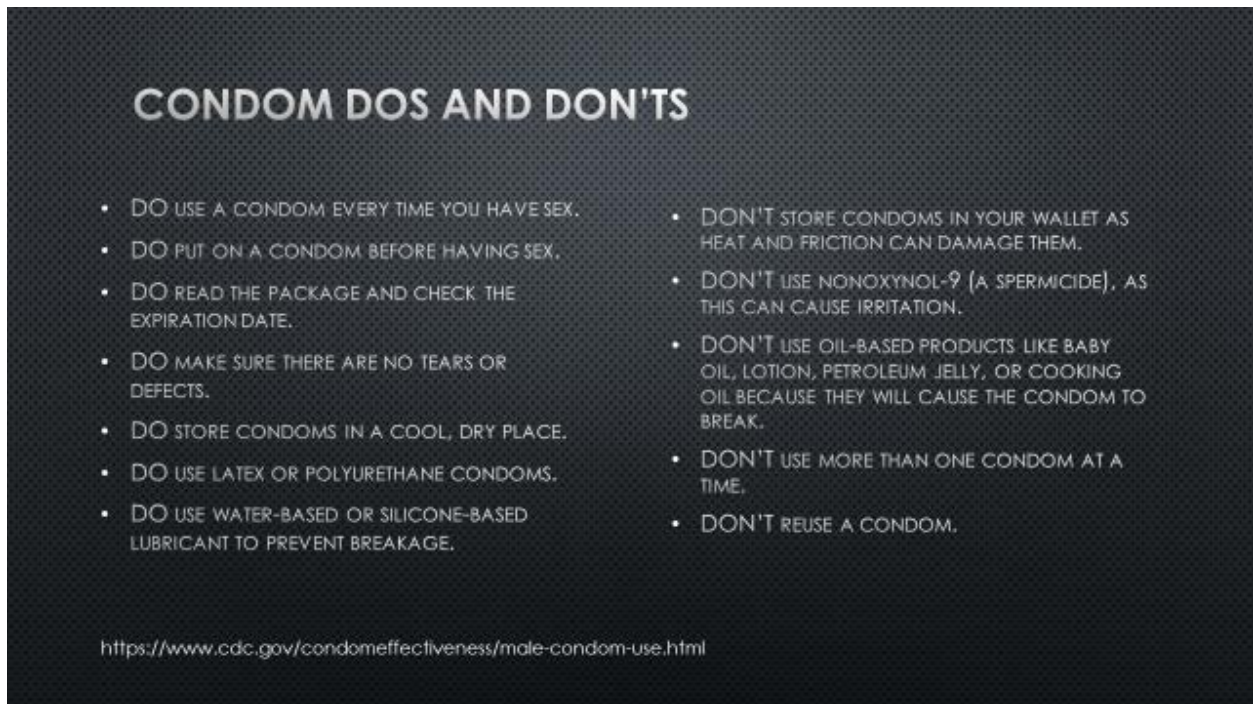 CONDOM DOS AND DON'TS
• DO USE A CONDOM EVERY TIME YOU HAVE SEX.
• DO PUT ON A CONDOM BEFORE HAVING SEX.
• DO READ THE PACKAGE AND CHECK THE
EXPIRATION DATE.
• DO MAKE SURE THERE ARE NO TEARS OR
DEFECTS.
• DO STORE CONDOMS IN A COOL, DRY PLACE.
• DO USE LATEX OR POLYURETHANE CONDOMS.
• DO USE WATER-BASED OR SILICONE-BASED
LUBRICANT TO PREVENT BREAKAGE.
• DON'T STORE CONDOMS IN YOUR WALLET AS
HEAT AND FRICTION CAN DAMAGE THEM.
• DON'T USE NONOXYNOL-9 (A SPERMICIDE), AS
THIS CAN CAUSE IRRITATION.
• DON'T USE OIL-BASED PRODUCTS LIKE BABY
OIL, LOTION, PETROLEUM JELLY, OR COOKING
OIL BECAUSE THEY WILL CAUSE THE CONDOM TO
BREAK.
• DON'T USE MORE THAN ONE CONDOM AT A
TIME.
• DON'T REUSE A CONDOM.
https://www.cdc.gov/condomeffectiveness/male-condom-use.html